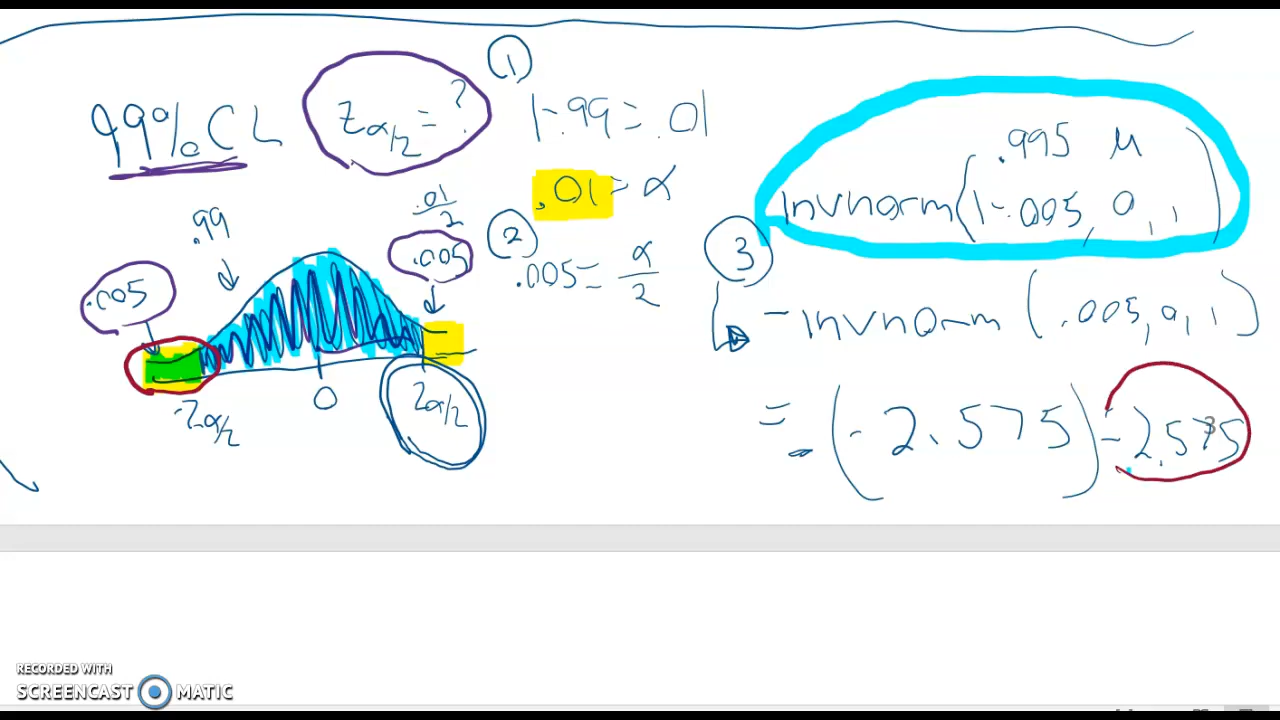 99% CL
Zα/2 = ?
①
1-.99=.01
.01 = α
②
.005= α/2
.99
.01/2
.005
.005
-Zα/2
0
Zα/2
③
.995 μ
invnorm(1-.005, 0, 1)
-invnorm (.005, 0, 1)
= -(-2.575) = 2.575
RECORDED WITH
SCREENCAST MATIC